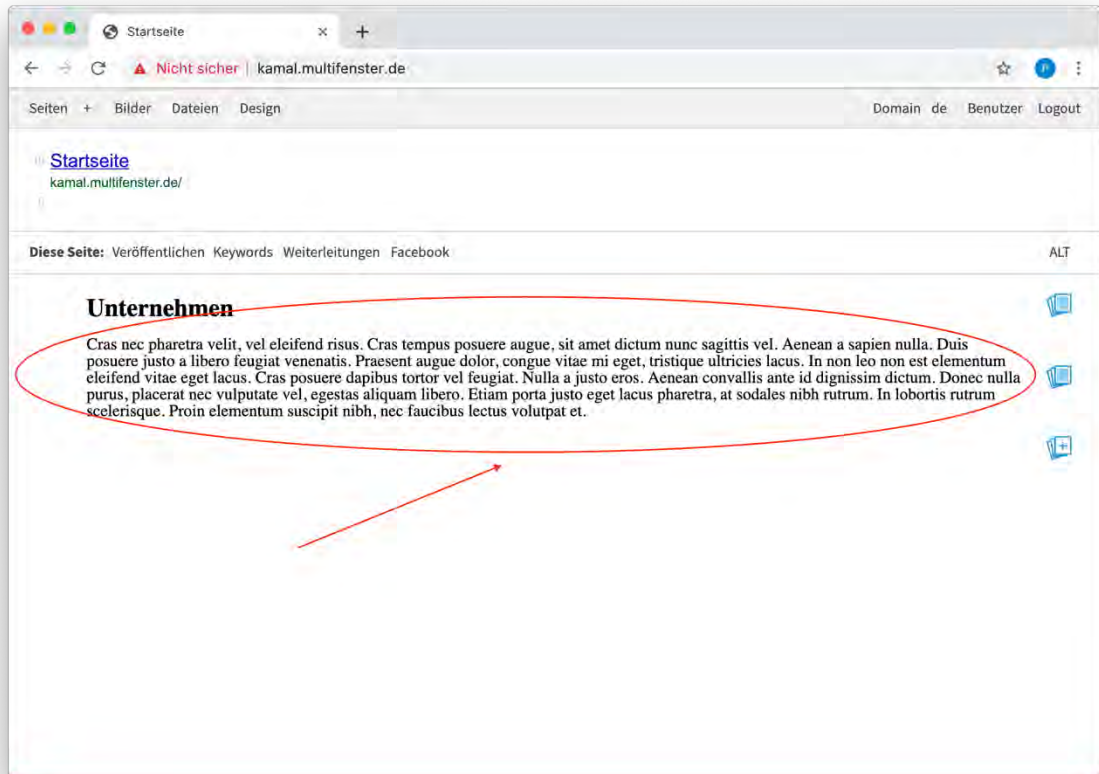 Startseite
Nicht sicher | kamal.multifenster.de
P
Seiten + Bilder Dateien Design Domain de Benutzer Logout
Startseite
kamal.multifenster.de/
Diese Seite: Veröffentlichen Keywords Weiterleitungen Facebook ALT
Unternehmen
Cras nec pharetra velit, vel eleifend risus. Cras tempus posuere augue, sit amet dictum nunc sagittis vel. Aenean a sapien nulla. Duis
posuere justo a libero feugiat venenatis. Praesent augue dolor, congue vitae mi eget, tristique ultricies lacus. In non leo non est elementum
eleifend vitae eget lacus. Cras posuere dapibus tortor vel feugiat. Nulla a justo eros. Aenean convallis ante id dignissim dictum. Donec nulla
purus, placerat nec vulputate vel, egestas aliquam libero. Etiam porta justo eget lacus pharetra, at sodales nibh rutrum. In lobortis rutrum
scelerisque. Proin elementum suscipit nibh, nec faucibus lectus volutpat et.